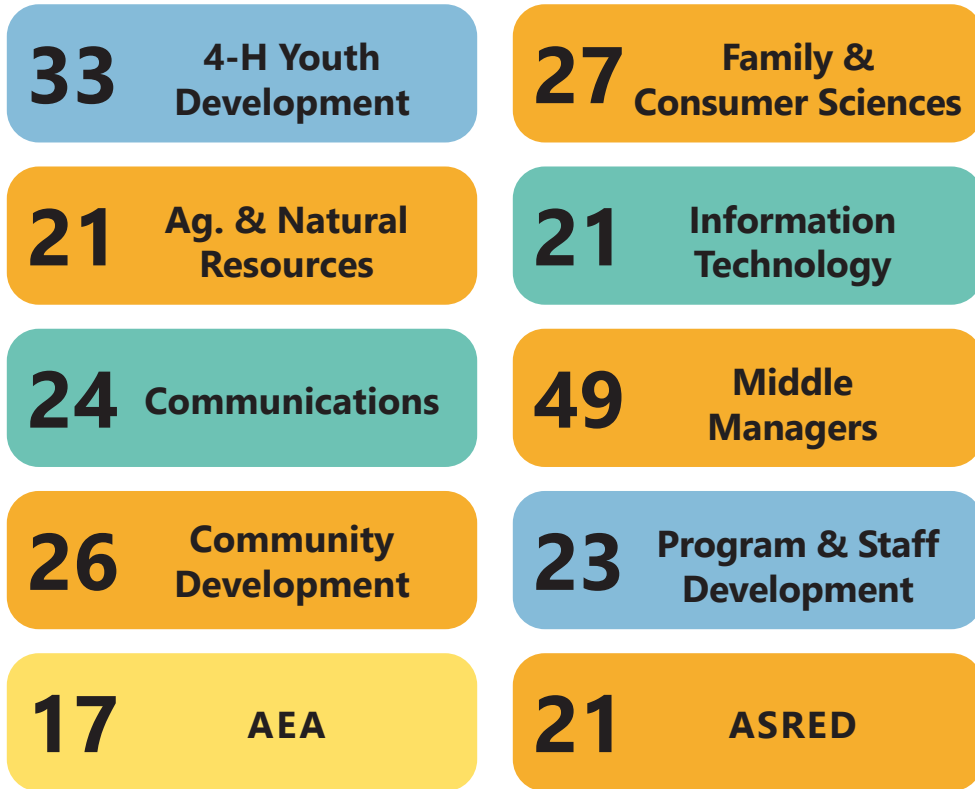 33
4-H Youth
Development
27
Family &
Consumer Sciences
21
Ag. & Natural
Resources
21
Information
Technology
24
Communications
49
Middle
Managers
26
Community
Development
23
Program & Staff
Development
17
AEA
21
ASRED